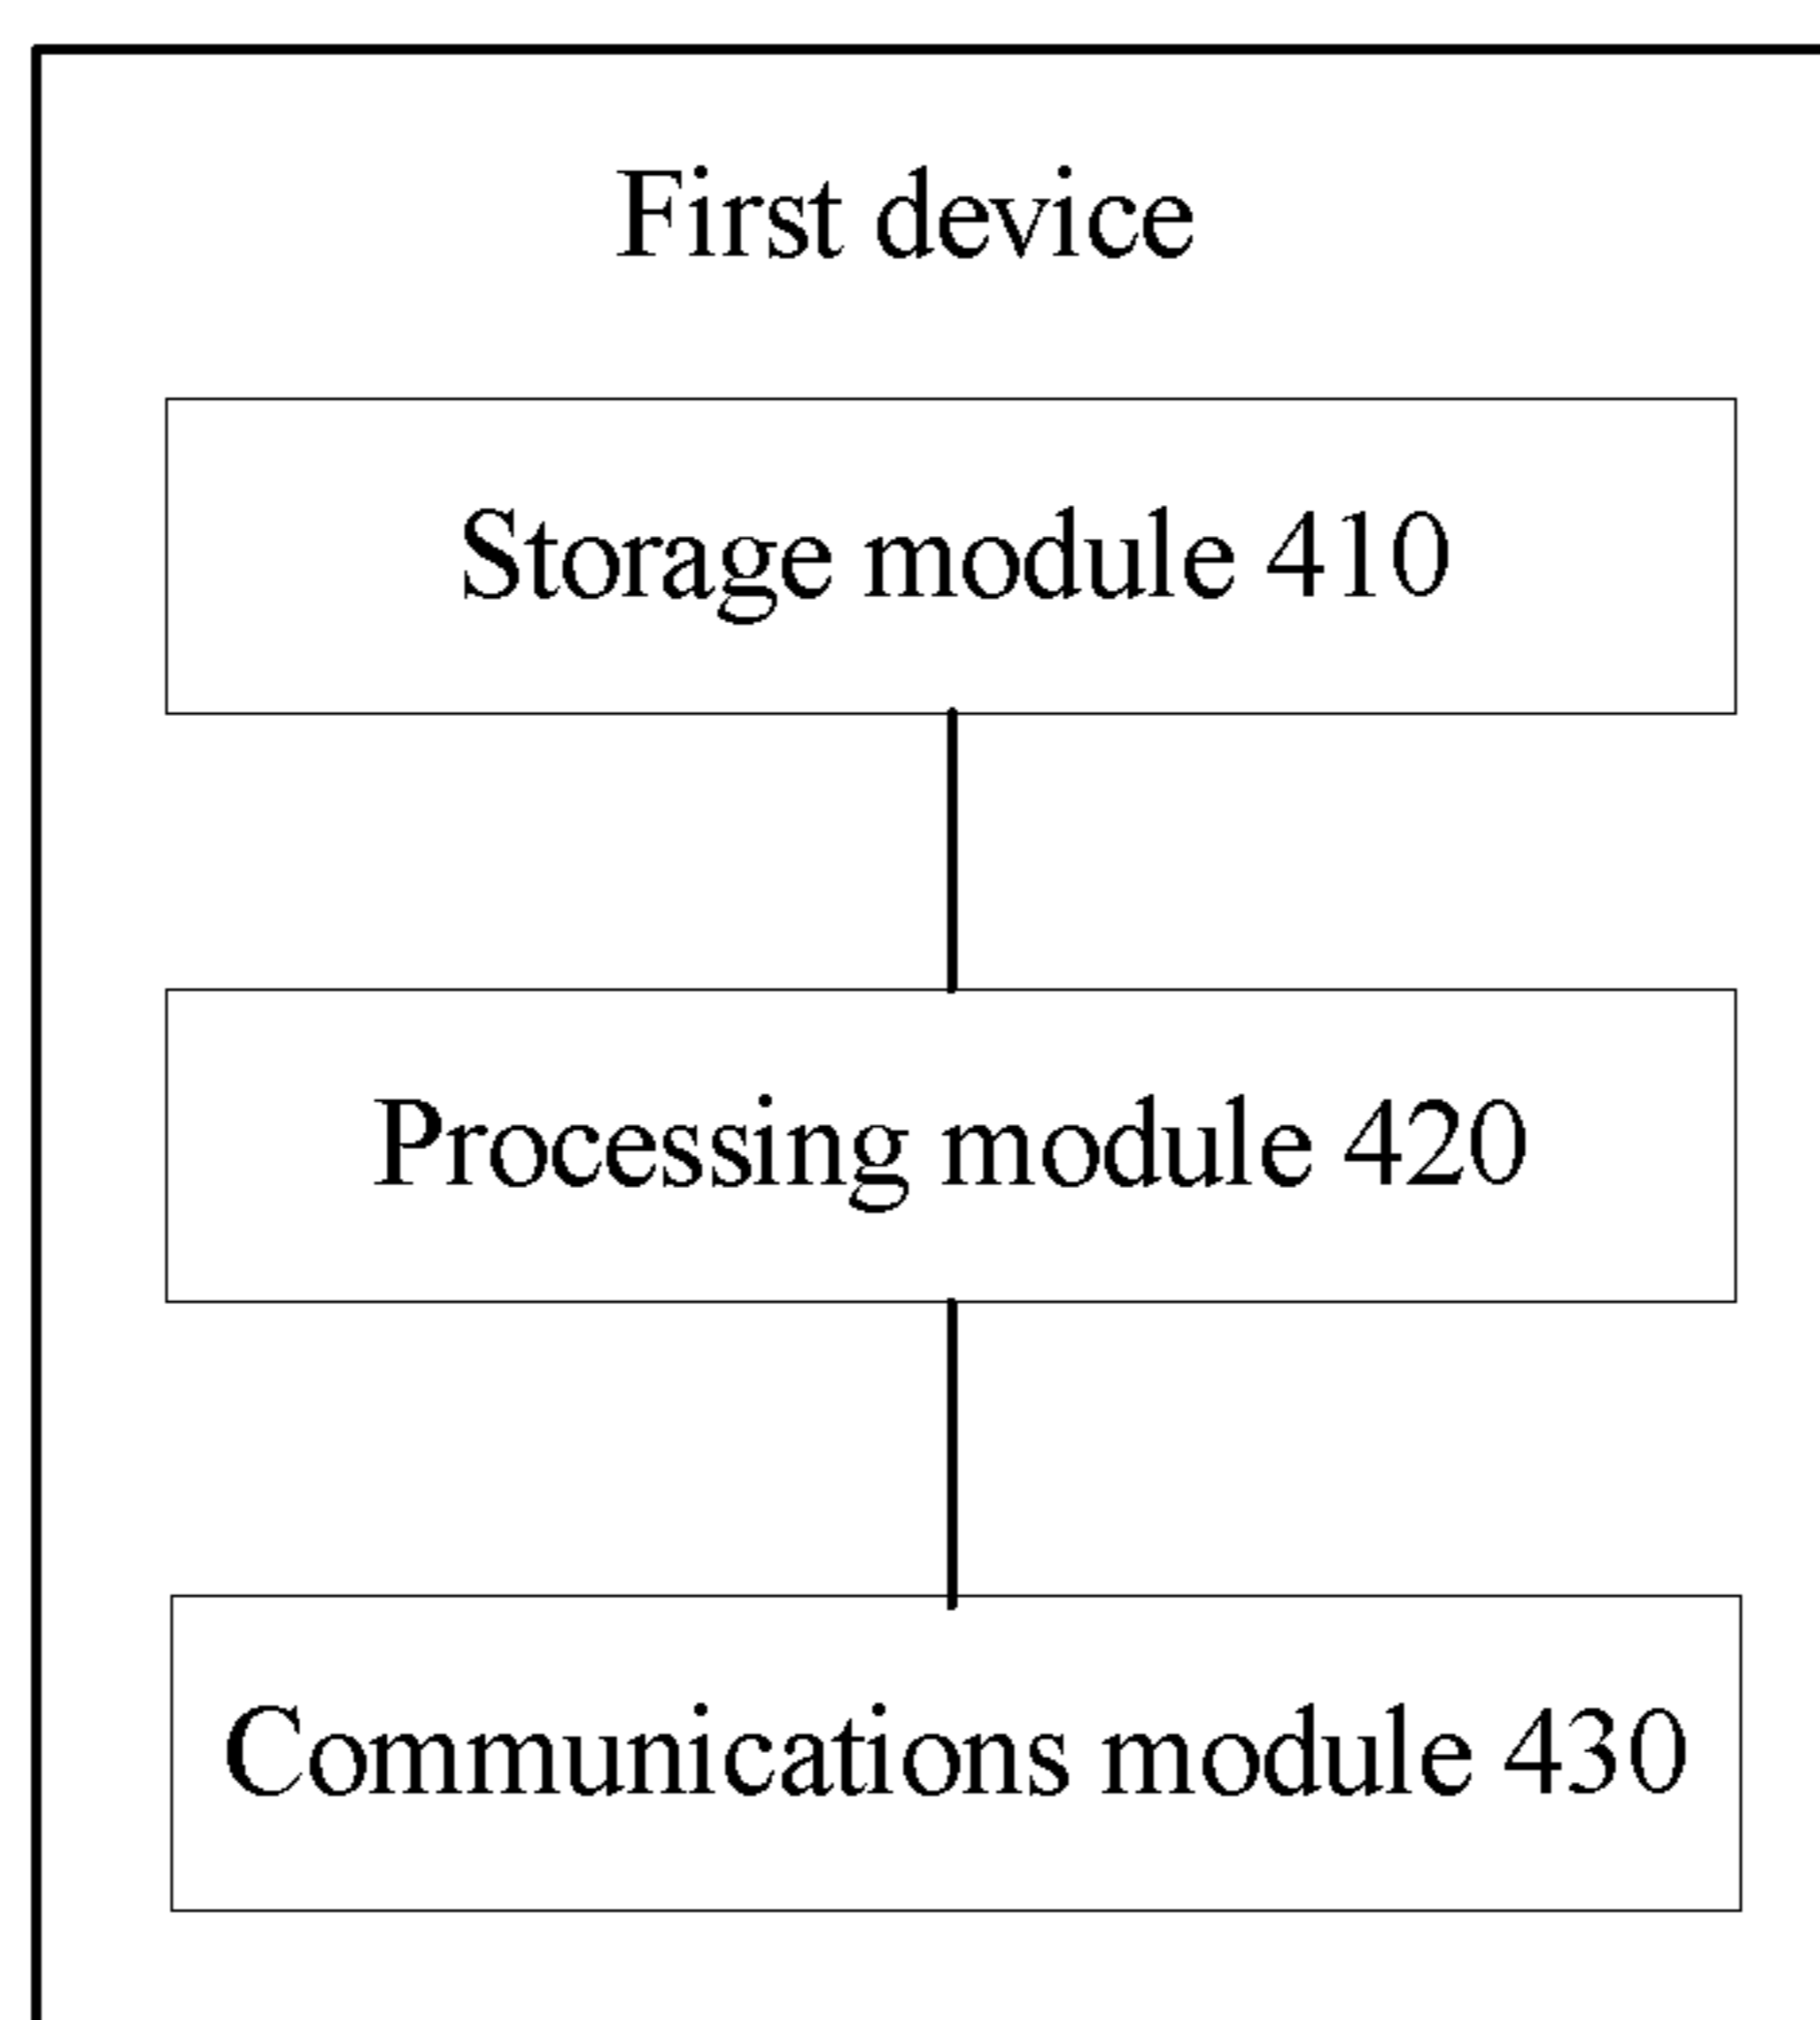 First device
Storage module 410
Processing module 420
Communications module 430